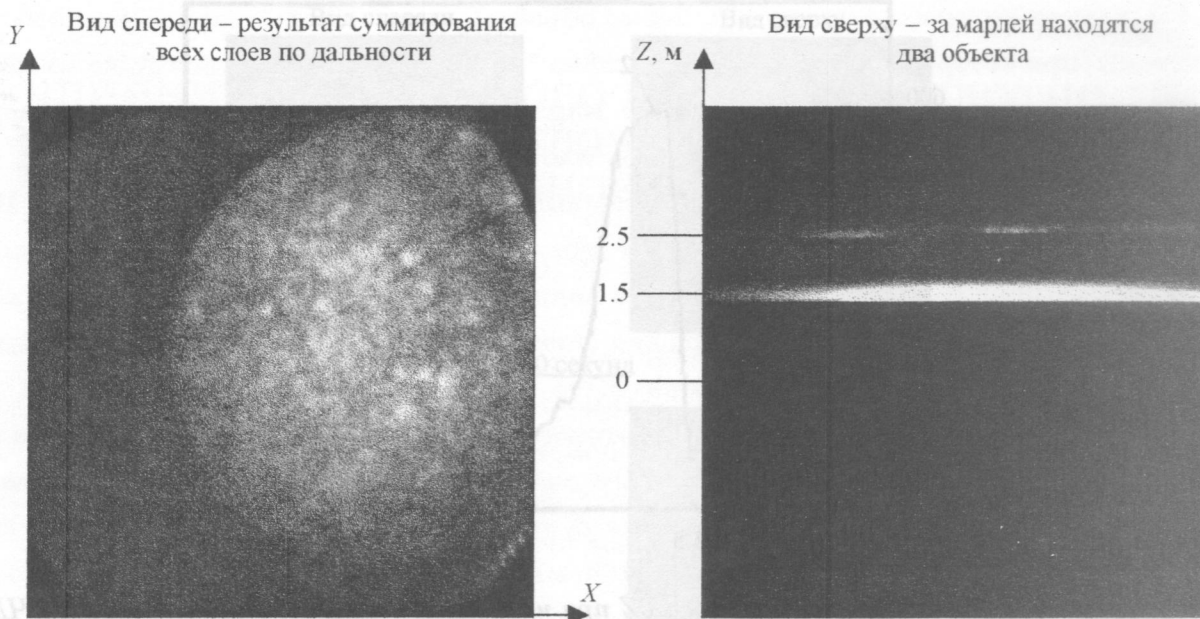 Вид спереди – результат суммирования
всех слоев по дальности
Y
X
Вид сверху – за марлей находятся
два объекта
Z, м
2.5
1.5
0